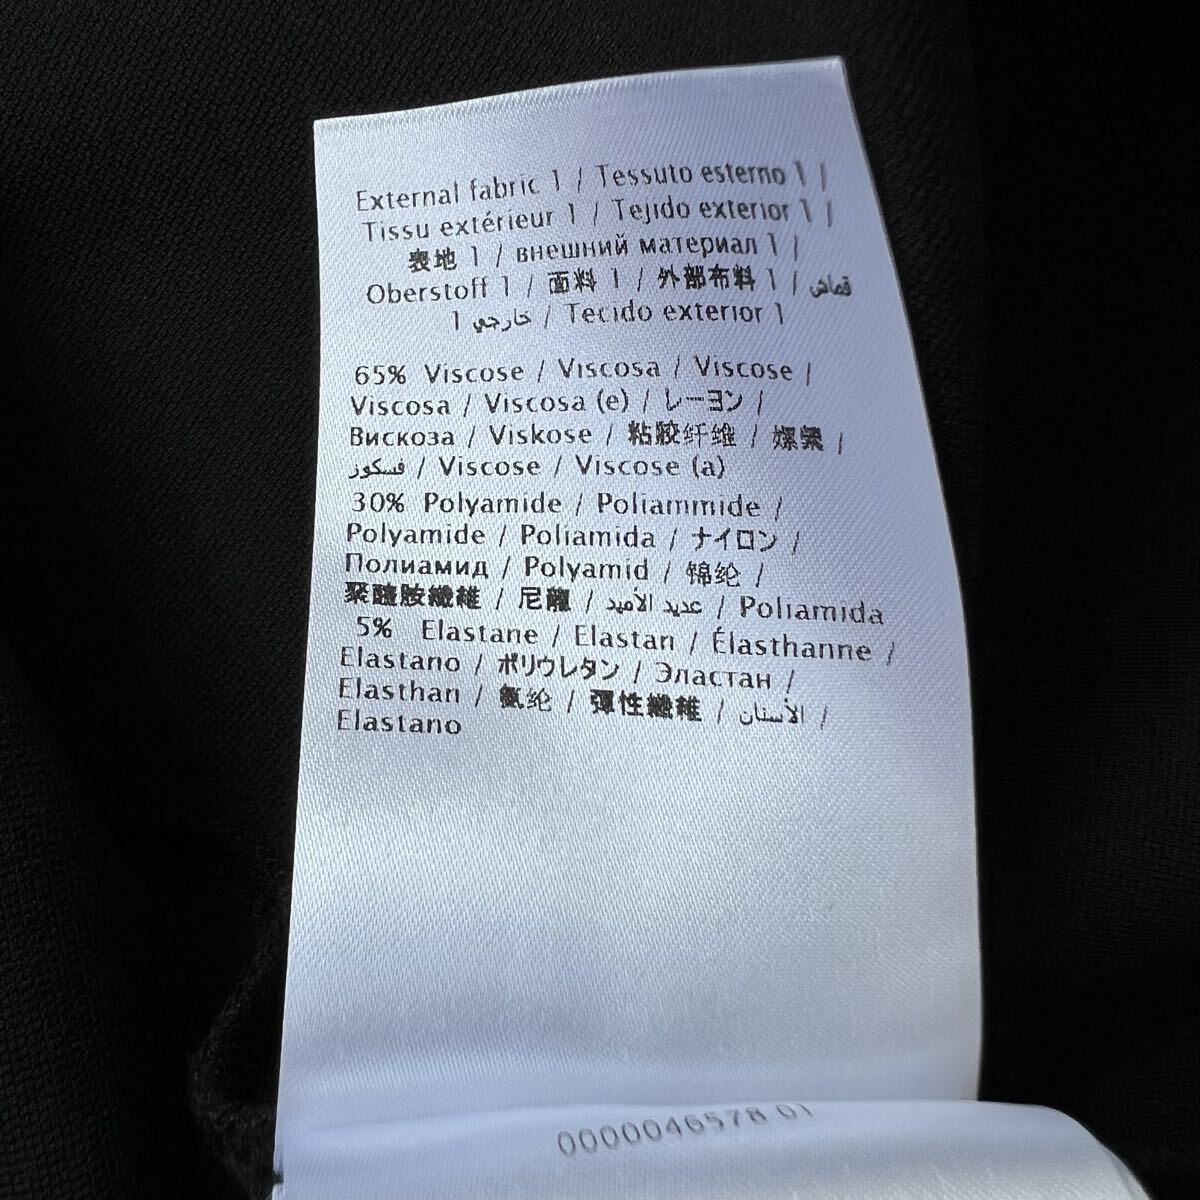 External fabric 1 / Tessuto esterno 1 /
Tissu extérieur 1 / Tejido exterior 1 /
表地 1 / внешний материал 1 /
Oberstoff 1 / 面料 1 / 外部布料 1 / قماش
خارجي 1 / Tecido exterior 1
65% Viscose / Viscosa / Viscose /
Viscosa / Viscosa (e) / レーヨン /
Вискоза / Viskose / 粘胶纤维 / 嫘縈 /
فسكوز / Viscose / Viscose (a)
30% Polyamide / Poliammide /
Polyamide / Poliamida / ナイロン /
Полиамид / Polyamid / 锦纶 /
聚醯胺纖維 / 尼龍 / عديد الأميد / Poliamida
5% Elastane / Elastan / Élasthanne /
Elastano / ポリウレタン / Эластан /
Elasthan / 氨纶 / 彈性纖維 / الأستان /
Elastano
0000046578 01